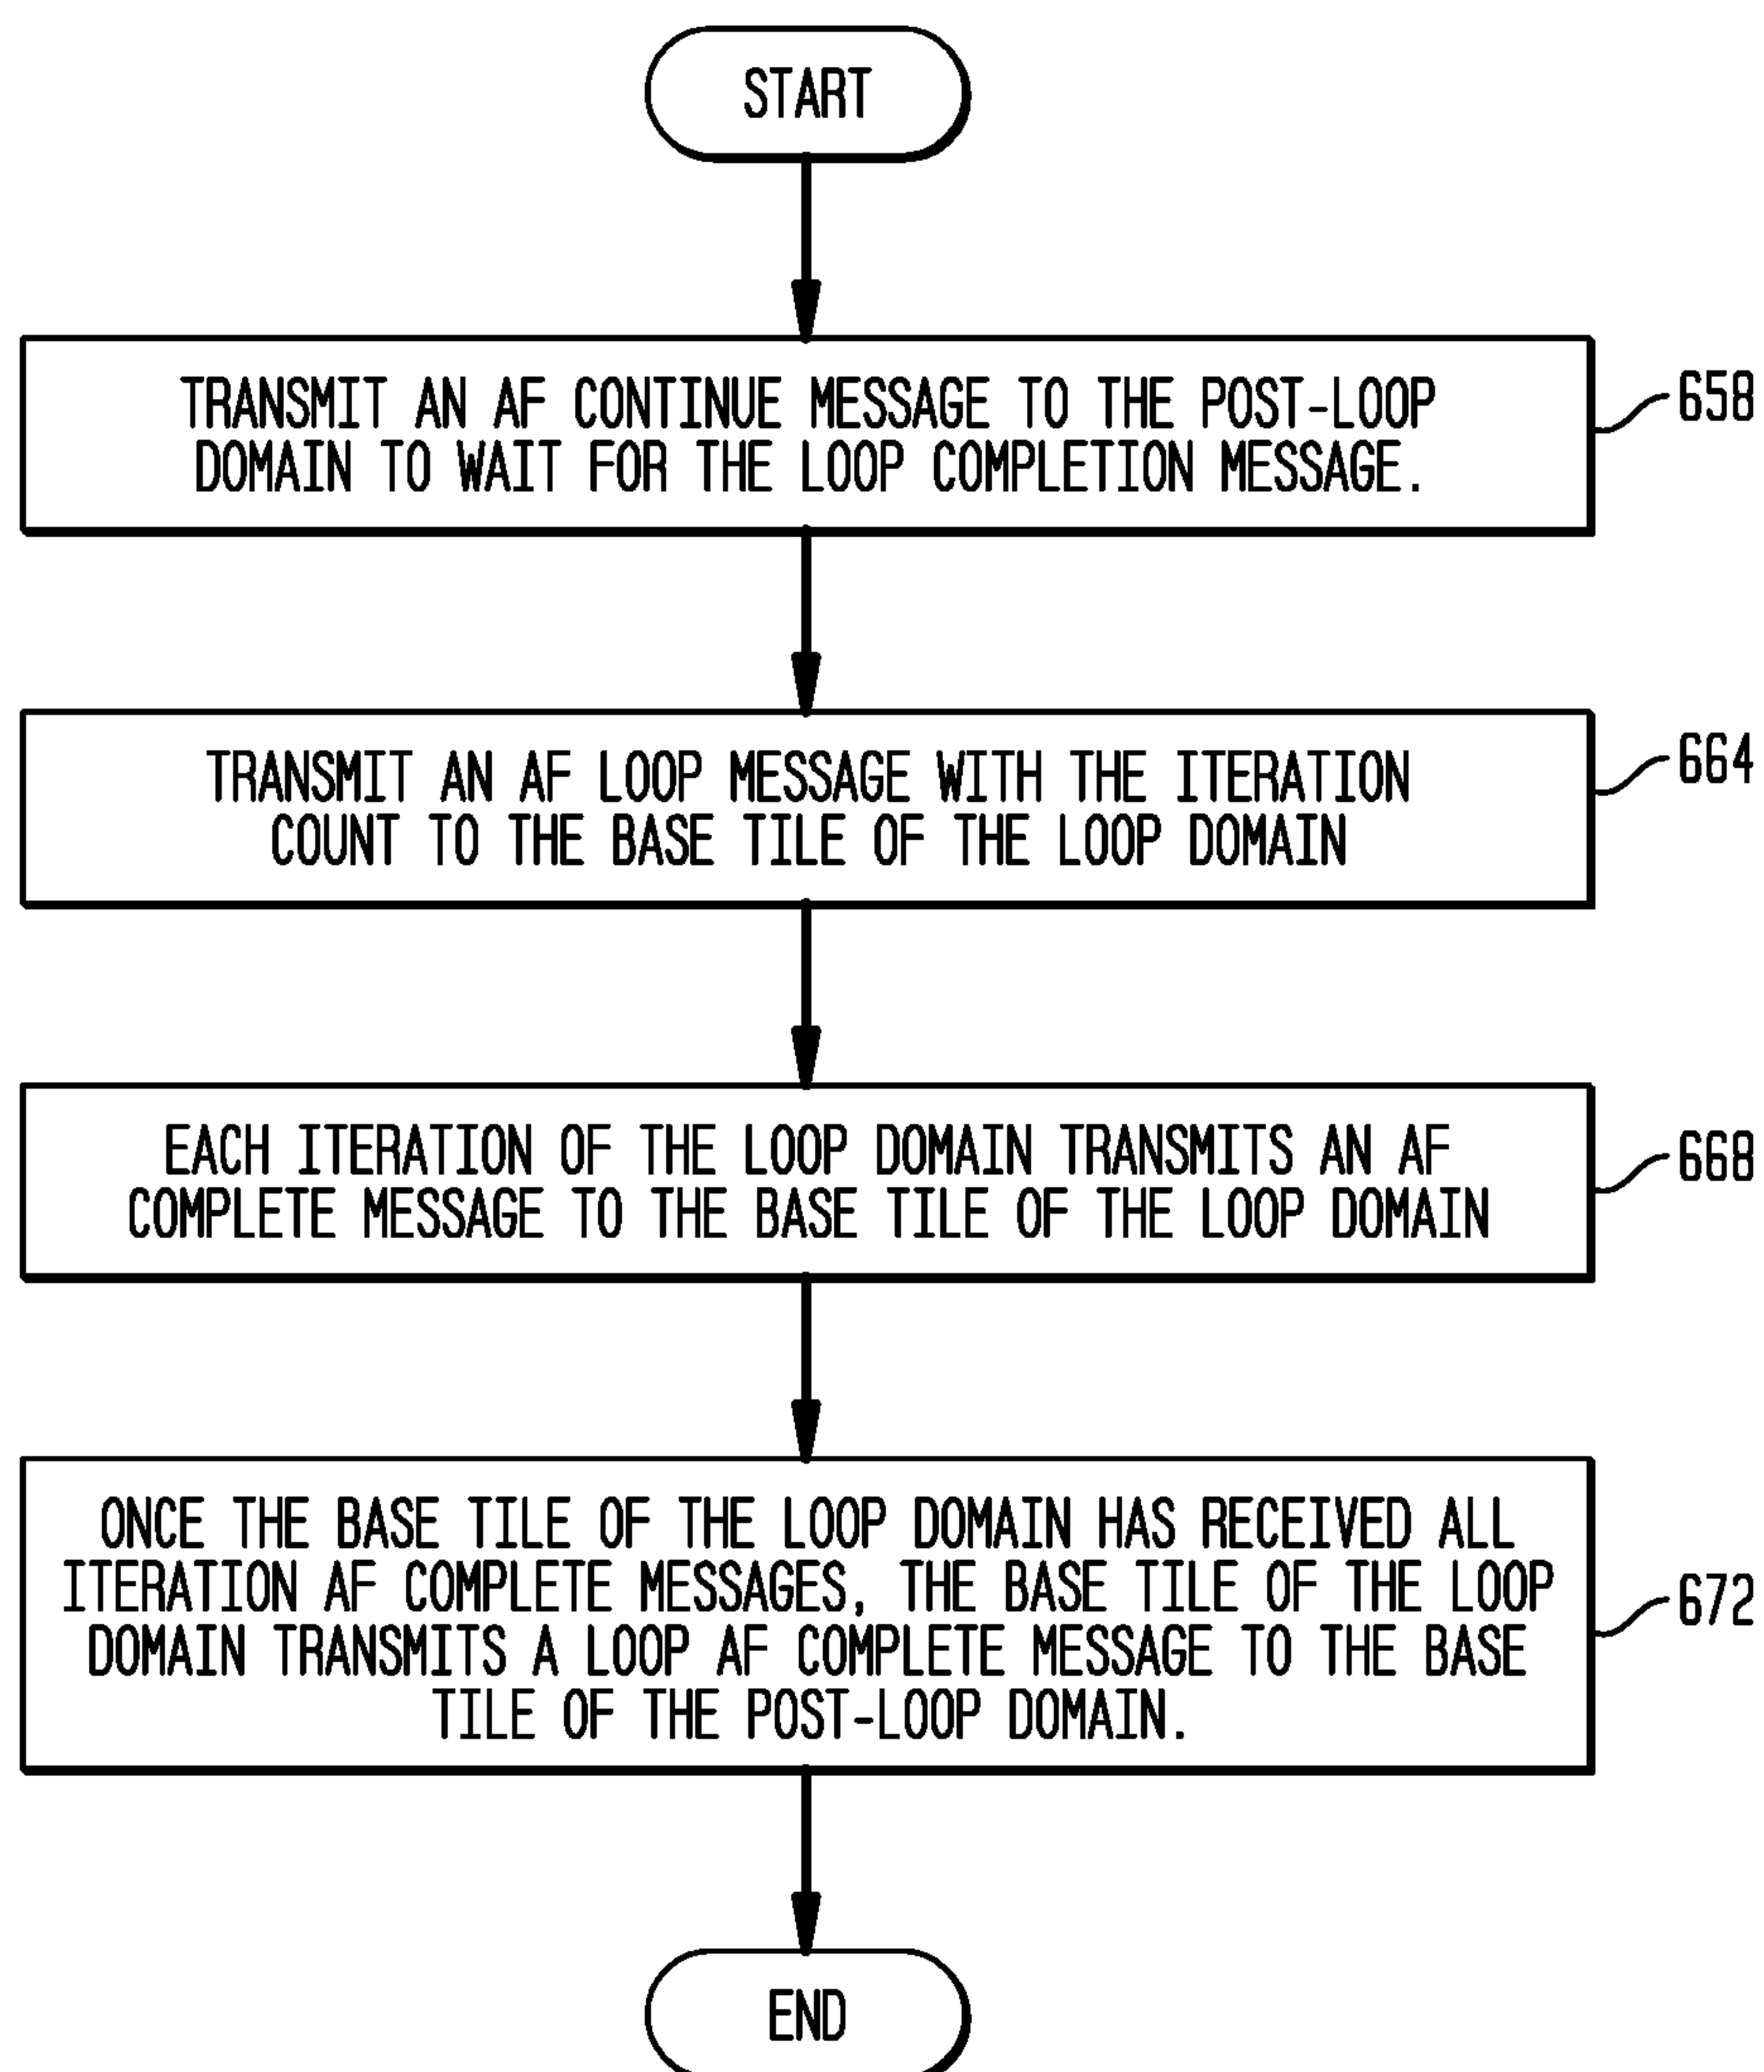 START
TRANSMIT AN AF CONTINUE MESSAGE TO THE POST-LOOP
DOMAIN TO WAIT FOR THE LOOP COMPLETION MESSAGE.
658
TRANSMIT AN AF LOOP MESSAGE WITH THE ITERATION
COUNT TO THE BASE TILE OF THE LOOP DOMAIN
664
EACH ITERATION OF THE LOOP DOMAIN TRANSMITS AN AF
COMPLETE MESSAGE TO THE BASE TILE OF THE LOOP DOMAIN
668
ONCE THE BASE TILE OF THE LOOP DOMAIN HAS RECEIVED ALL
ITERATION AF COMPLETE MESSAGES, THE BASE TILE OF THE LOOP
DOMAIN TRANSMITS A LOOP AF COMPLETE MESSAGE TO THE BASE
TILE OF THE POST-LOOP DOMAIN.
672
END